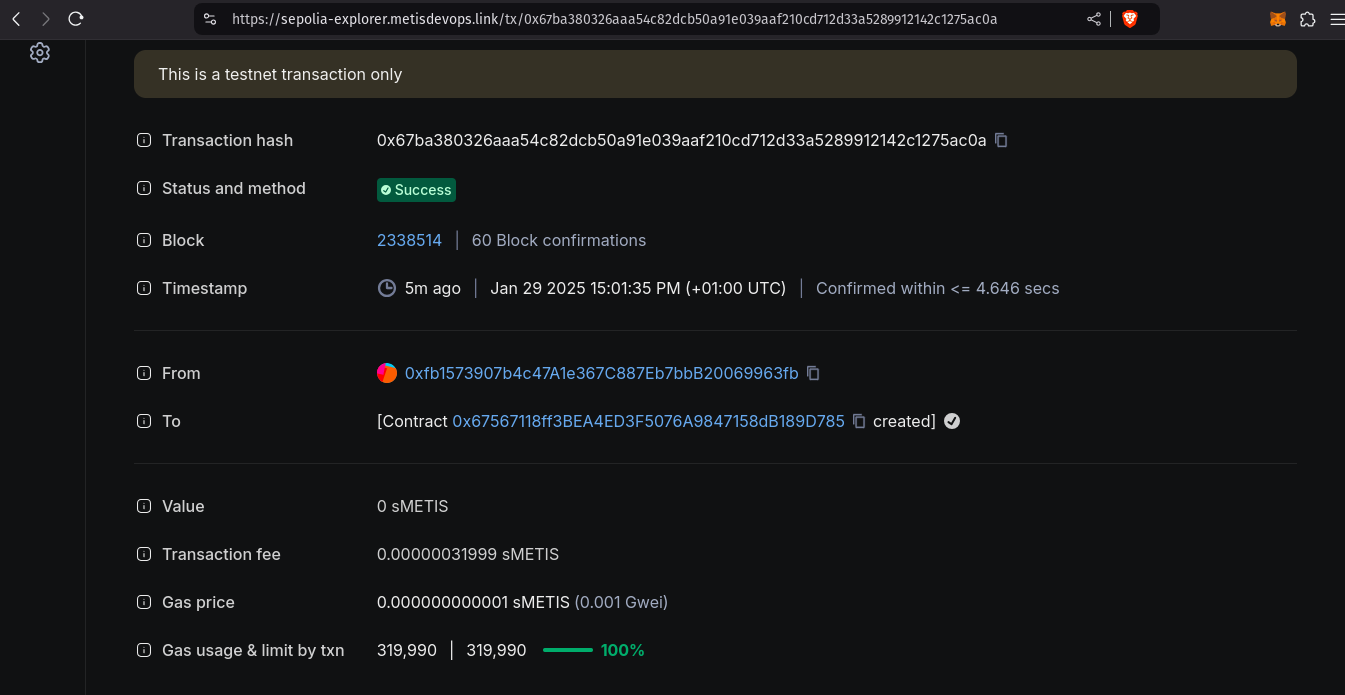 https://sepolia-explorer.metisdevops.link/tx/0x67ba380326aaa54c82dcb50a91e039aaf210cd712d33a5289912142c1275ac0a
This is a testnet transaction only
Transaction hash 0x67ba380326aaa54c82dcb50a91e039aaf210cd712d33a5289912142c1275ac0a
Status and method Success
Block 2338514 | 60 Block confirmations
Timestamp 5m ago | Jan 29 2025 15:01:35 PM (+01:00 UTC) | Confirmed within <= 4.646 secs
From 0xfb1573907b4c47A1e367C887Eb7bbB20069963fb
To [Contract 0x67567118ff3BEA4ED3F5076A9847158dB189D785 created]
Value 0 sMETIS
Transaction fee 0.00000031999 sMETIS
Gas price 0.000000000001 sMETIS (0.001 Gwei)
Gas usage & limit by txn 319,990 | 319,990 100%